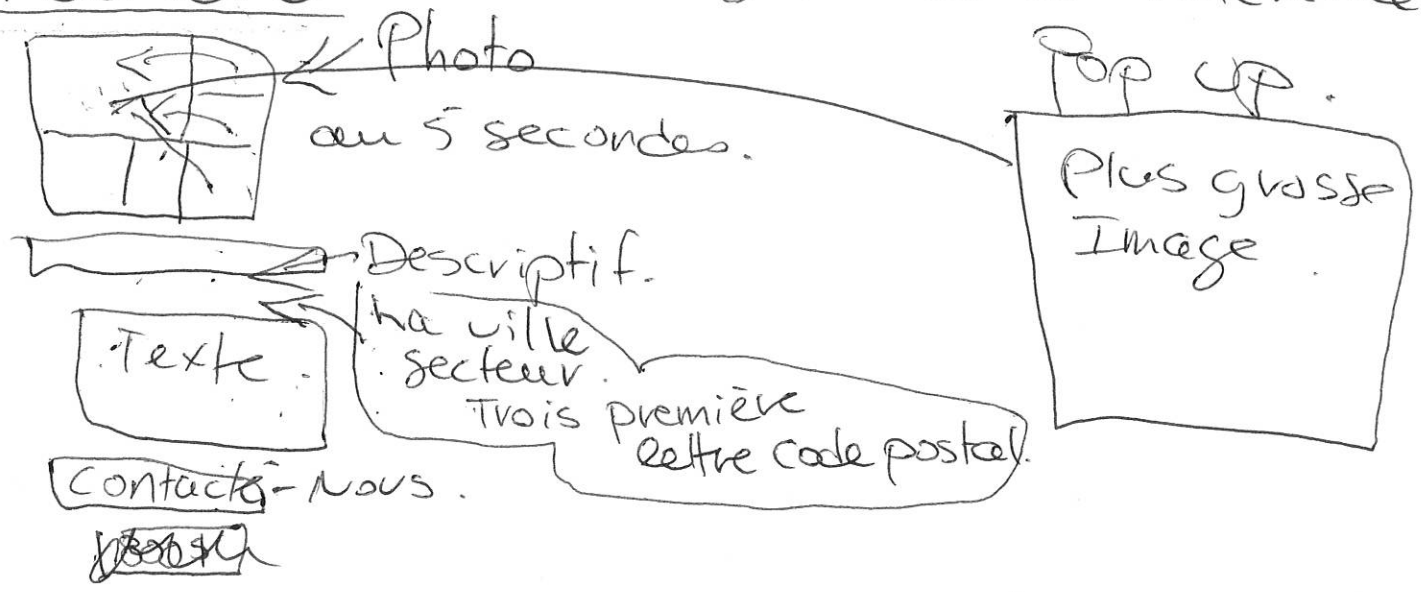 Photo
au 5 secondes.
Pop up.
Plus grosse
Image
Descriptif.
La ville
secteur.
Trois première
lettre code postal.
Texte.
Contactê-Nous.